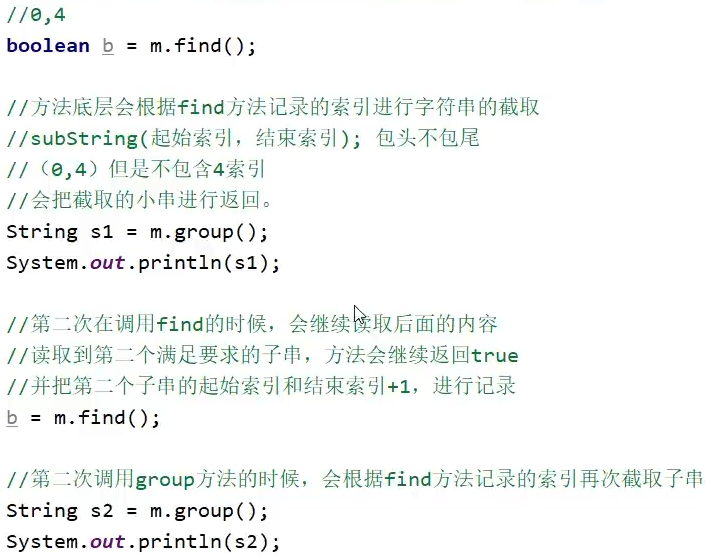 //0,4
boolean b = m.find();
//方法底层会根据find方法记录的索引进行字符串的截取
//subString(起始索引，结束索引); 包头不包尾
//（0,4）但是不包含4索引
//会把截取的小串进行返回。
String s1 = m.group();
System.out.println(s1);
//第二次在调用find的时候，会继续读取后面的内容
//读取到第二个满足要求的子串，方法会继续返回true
//并把第二个子串的起始索引和结束索引+1，进行记录
b = m.find();
//第二次调用group方法的时候，会根据find方法记录的索引再次截取子串
String s2 = m.group();
System.out.println(s2);